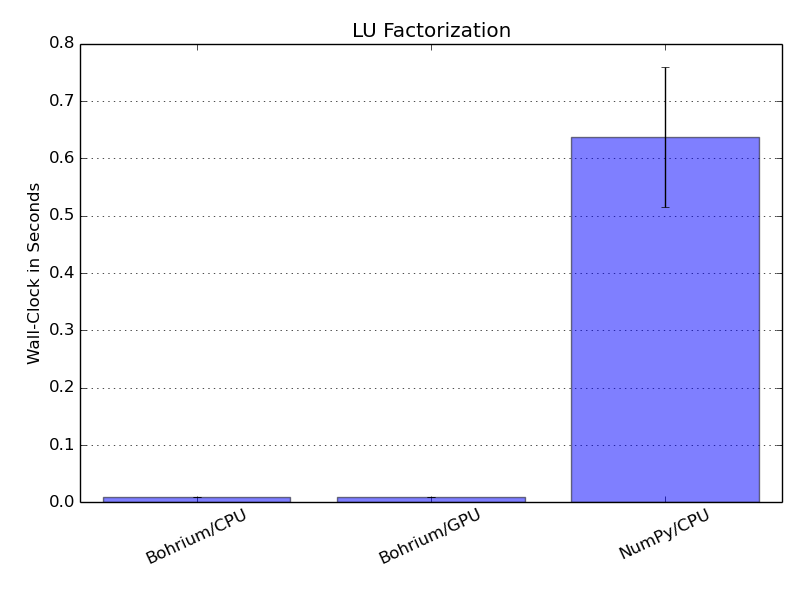 LU Factorization
0.8
0.7
0.6
0.5
0.4
0.3
0.2
0.1
0.0
Wall-Clock in Seconds
Bohrium/CPU
Bohrium/GPU
NumPy/CPU